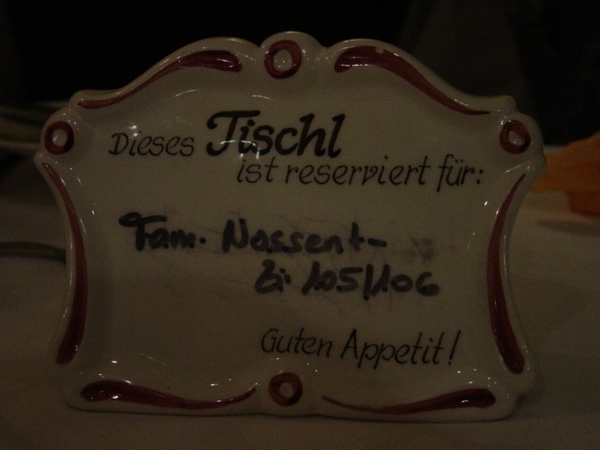 Dieses Tischl
ist reserviert für:
Fam. Nassent-
Zi: 105/106
Guten Appetit!